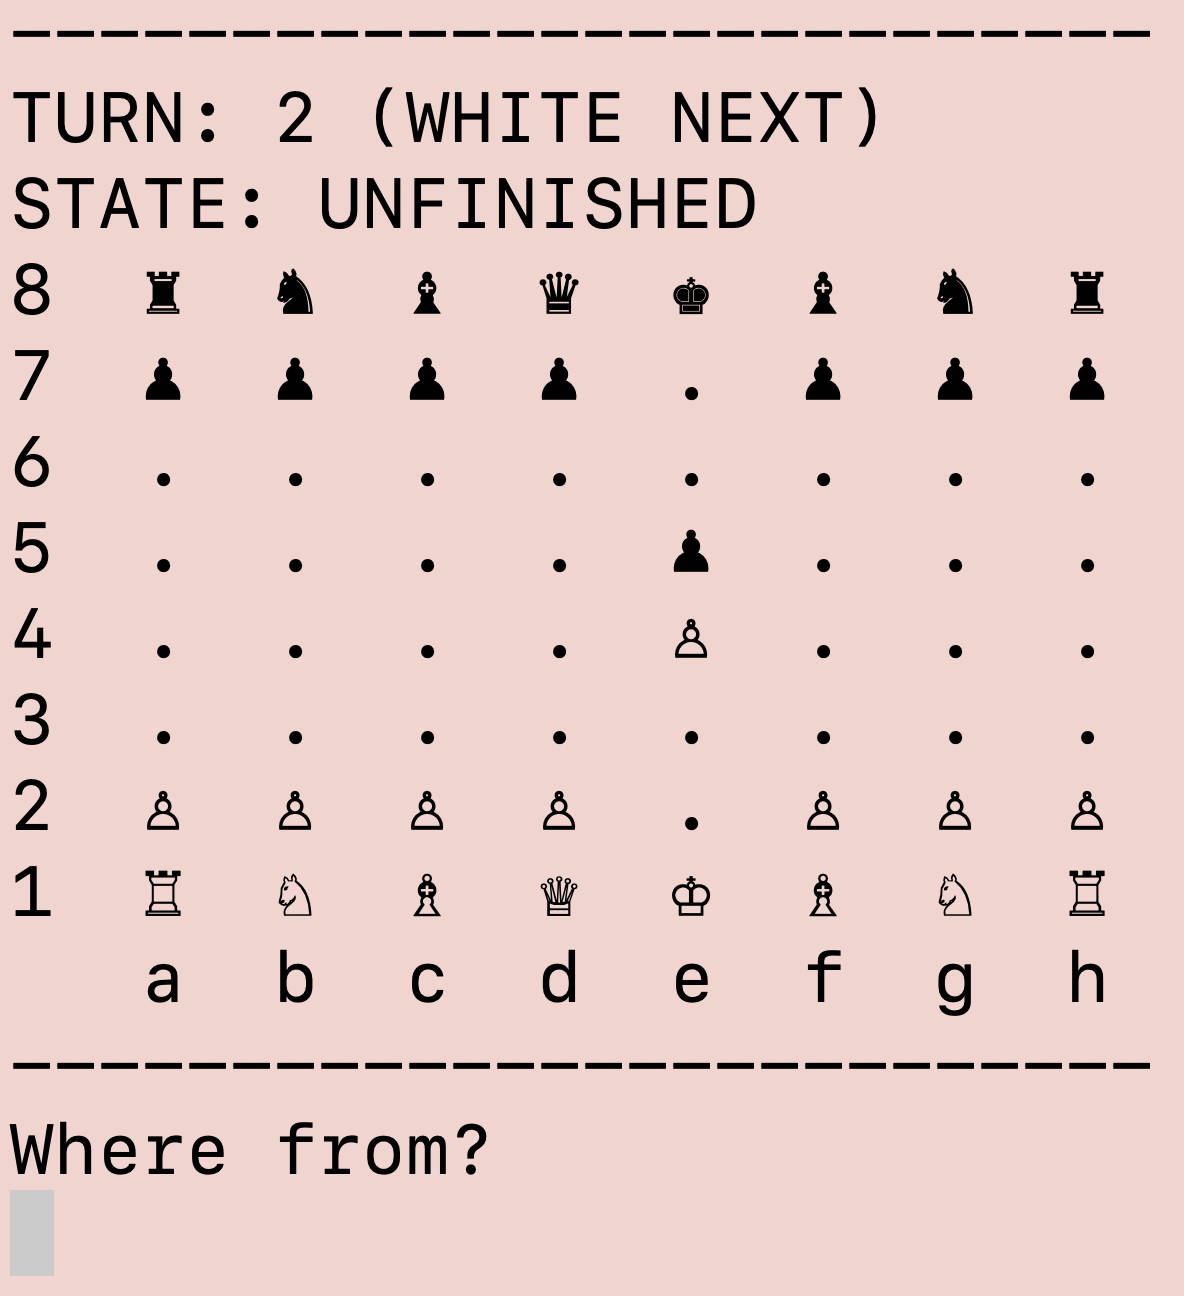 --------------------------
TURN: 2 (WHITE NEXT)
STATE: UNFINISHED
8  ♜  ♞  ♝  ♛  ♚  ♝  ♞  ♜
7  ♟  ♟  ♟  ♟  .  ♟  ♟  ♟
6  .  .  .  .  .  .  .  .
5  .  .  .  .  ♟  .  .  .
4  .  .  .  .  ♙  .  .  .
3  .  .  .  .  .  .  .  .
2  ♙  ♙  ♙  ♙  .  ♙  ♙  ♙
1  ♖  ♘  ♗  ♕  ♔  ♗  ♘  ♖
   a  b  c  d  e  f  g  h
--------------------------
Where from?